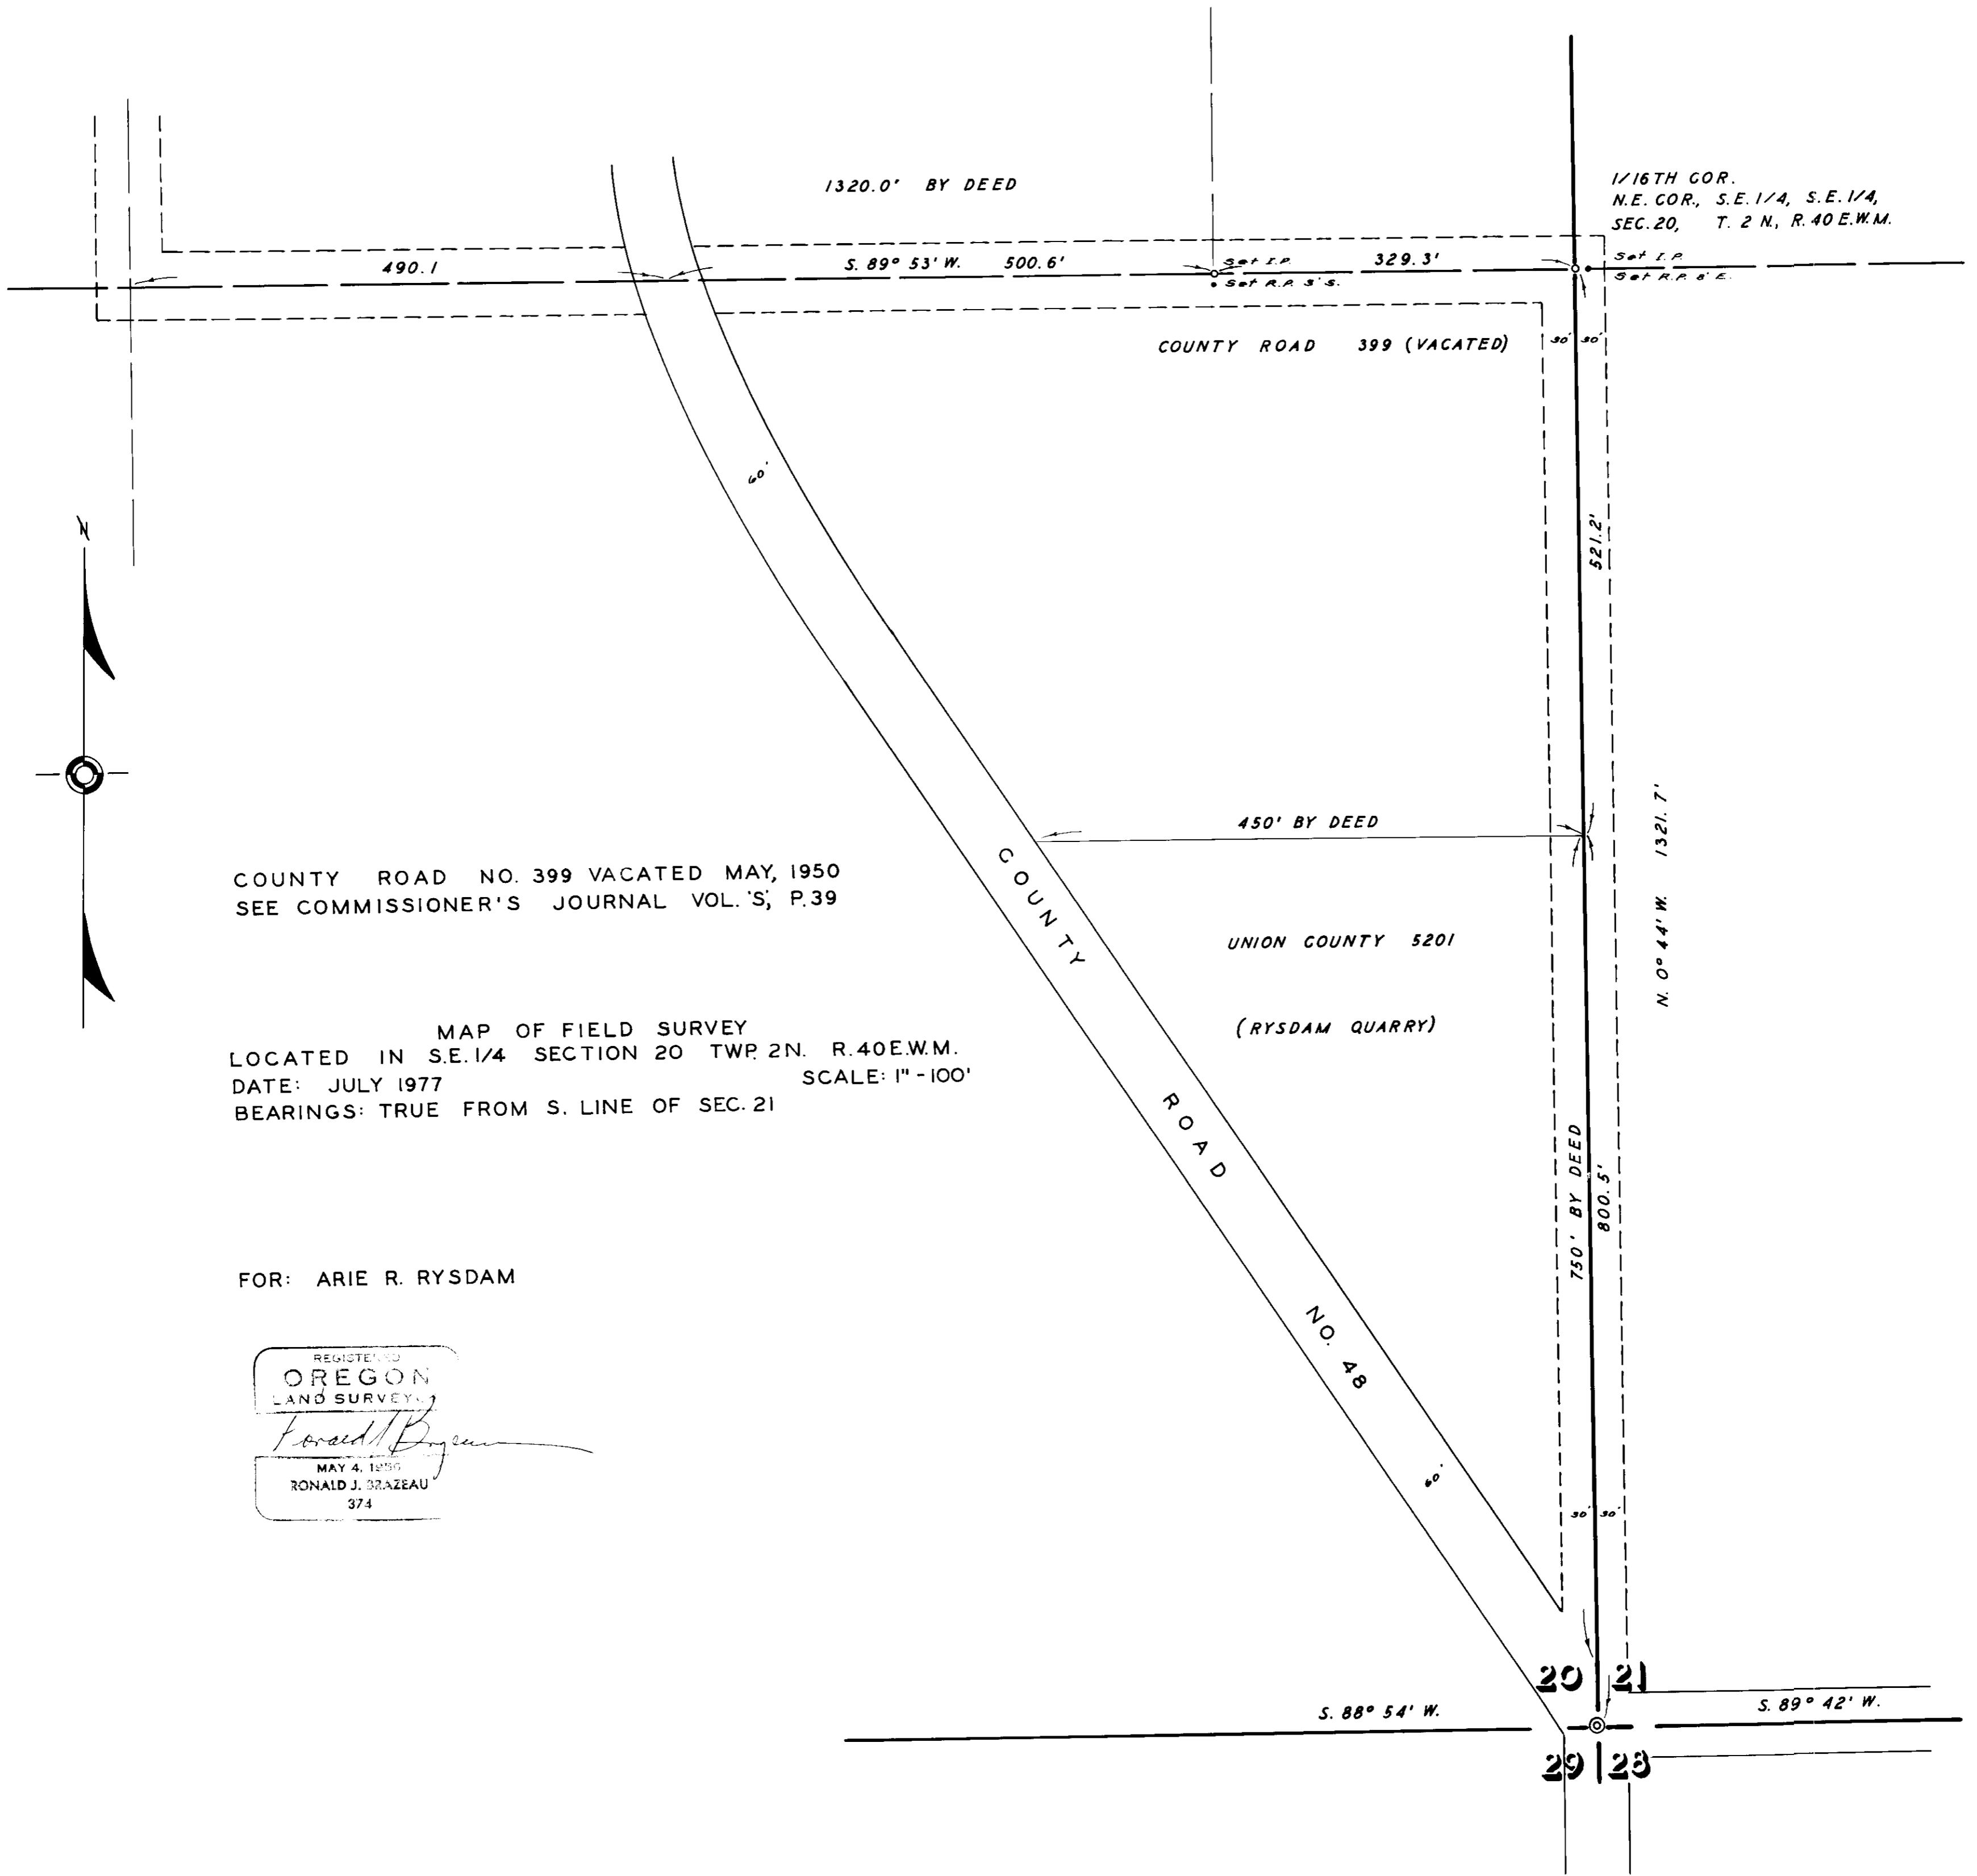 1320.0' BY DEED
1/16TH COR.
N.E. COR., S.E. 1/4, S.E. 1/4,
SEC. 20, T. 2 N., R. 40 E.W.M.
490.1
S. 89° 53' W. 500.6'
Set I.P.
Set R.P. 3' S.
329.3'
Set I.P.
Set R.P. 8' E.
COUNTY ROAD 399 (VACATED)
30' 30'
60'
N
521.2'
450' BY DEED
N. 0° 44' W. 1321.7'
COUNTY ROAD NO. 399 VACATED MAY, 1950
SEE COMMISSIONER'S JOURNAL VOL. 'S', P. 39
COUNTY ROAD NO. 48
UNION COUNTY 5201
(RYSDAM QUARRY)
MAP OF FIELD SURVEY
LOCATED IN S.E. 1/4 SECTION 20 TWP. 2N. R. 40 E.W.M.
DATE: JULY 1977 SCALE: 1" - 100'
BEARINGS: TRUE FROM S. LINE OF SEC. 21
750' BY DEED
800.5'
FOR: ARIE R. RYSDAM
REGISTERED
OREGON
LAND SURVEYOR
MAY 4, 1956
RONALD J. BRAZEAU
374
60'
30' 30'
20 21
S. 88° 54' W.
S. 89° 42' W.
29 28